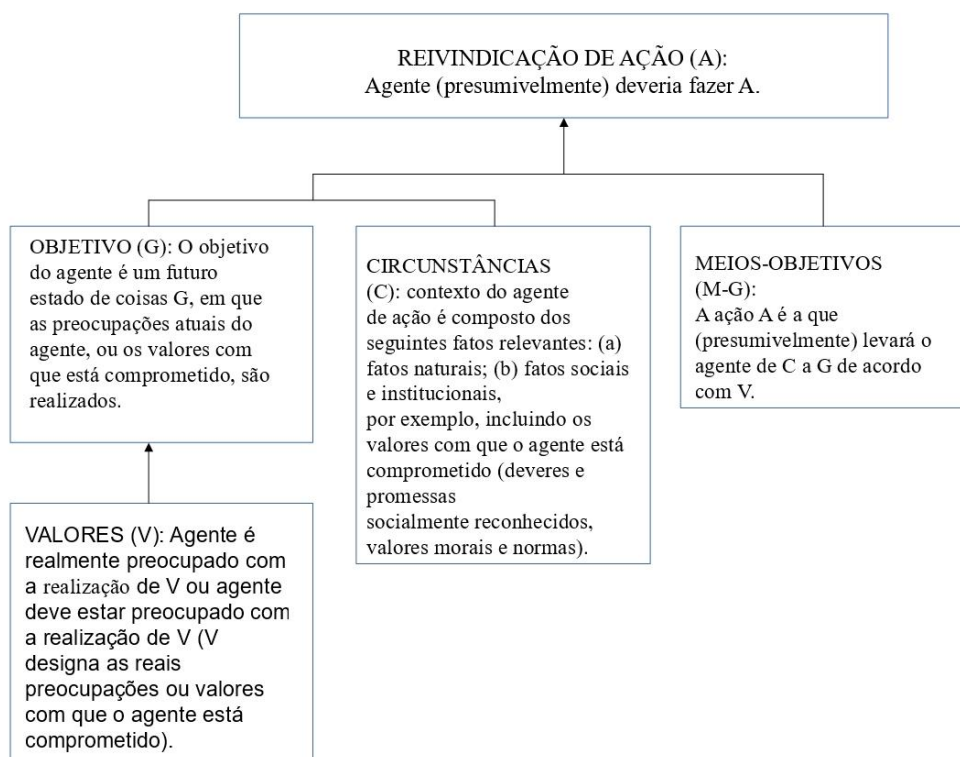 REIVINDICAÇÃO DE AÇÃO (A):
Agente (presumivelmente) deveria fazer A.
OBJETIVO (G): O objetivo
do agente é um futuro
estado de coisas G, em que
as preocupações atuais do
agente, ou os valores com
que está comprometido, são
realizados.
CIRCUNSTÂNCIAS
(C): contexto do agente
de ação é composto dos
seguintes fatos relevantes: (a)
fatos naturais; (b) fatos sociais
e institucionais,
por exemplo, incluindo os
valores com que o agente está
comprometido (deveres e
promessas
socialmente reconhecidos,
valores morais e normas).
MEIOS-OBJETIVOS
(M-G):
A ação A é a que
(presumivelmente) levará o
agente de C a G de acordo
com V.
VALORES (V): Agente é
realmente preocupado com
a realização de V ou agente
deve estar preocupado com
a realização de V (V
designa as reais
preocupações ou valores
com que o agente está
comprometido).